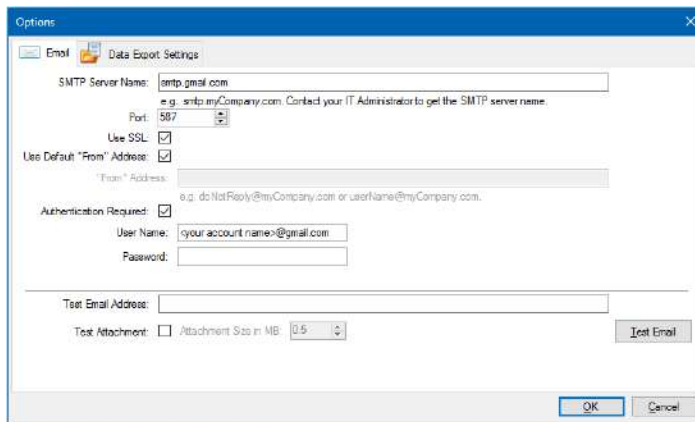 Options
Email
Data Export Settings
SMTP Server Name: smtp.gmail.com
e.g. smtp.myCompany.com. Contact your IT Administrator to get the SMTP server name.
Port: 587
Use SSL:
Use Default "From" Address:
"From" Address:
e.g. doNotReply@myCompany.com or userName@myCompany.com.
Authentication Required:
User Name: <your account name>@gmail.com
Password:
Test Email Address:
Test Attachment: Attachment Size in MB: 0.5
Test Email
OK Cancel